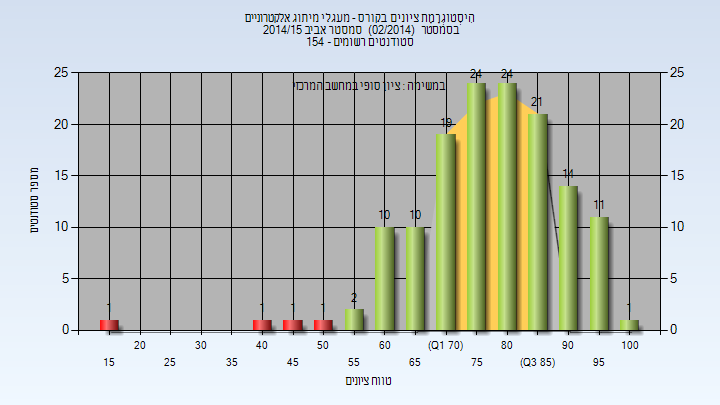 היסטוגרמת ציונים בקורס - מעגלי מיתוג אלקטרוניים
בסמסטר (02/2014) סמסטר אביב 2014/15
סטודנטים רשומים - 154
במשימה : ציון סופי במחשב המרכזי
מספר סטודנטים
25 25
20 20
15 15
10 10
5 5
0 0
1 1 1 1 2 10 10 19 24 24 21 14 11 1
20 30 40 50 60 (Q1 70) 80 90 100
15 25 35 45 55 65 75 (Q3 85) 95
טווח ציונים